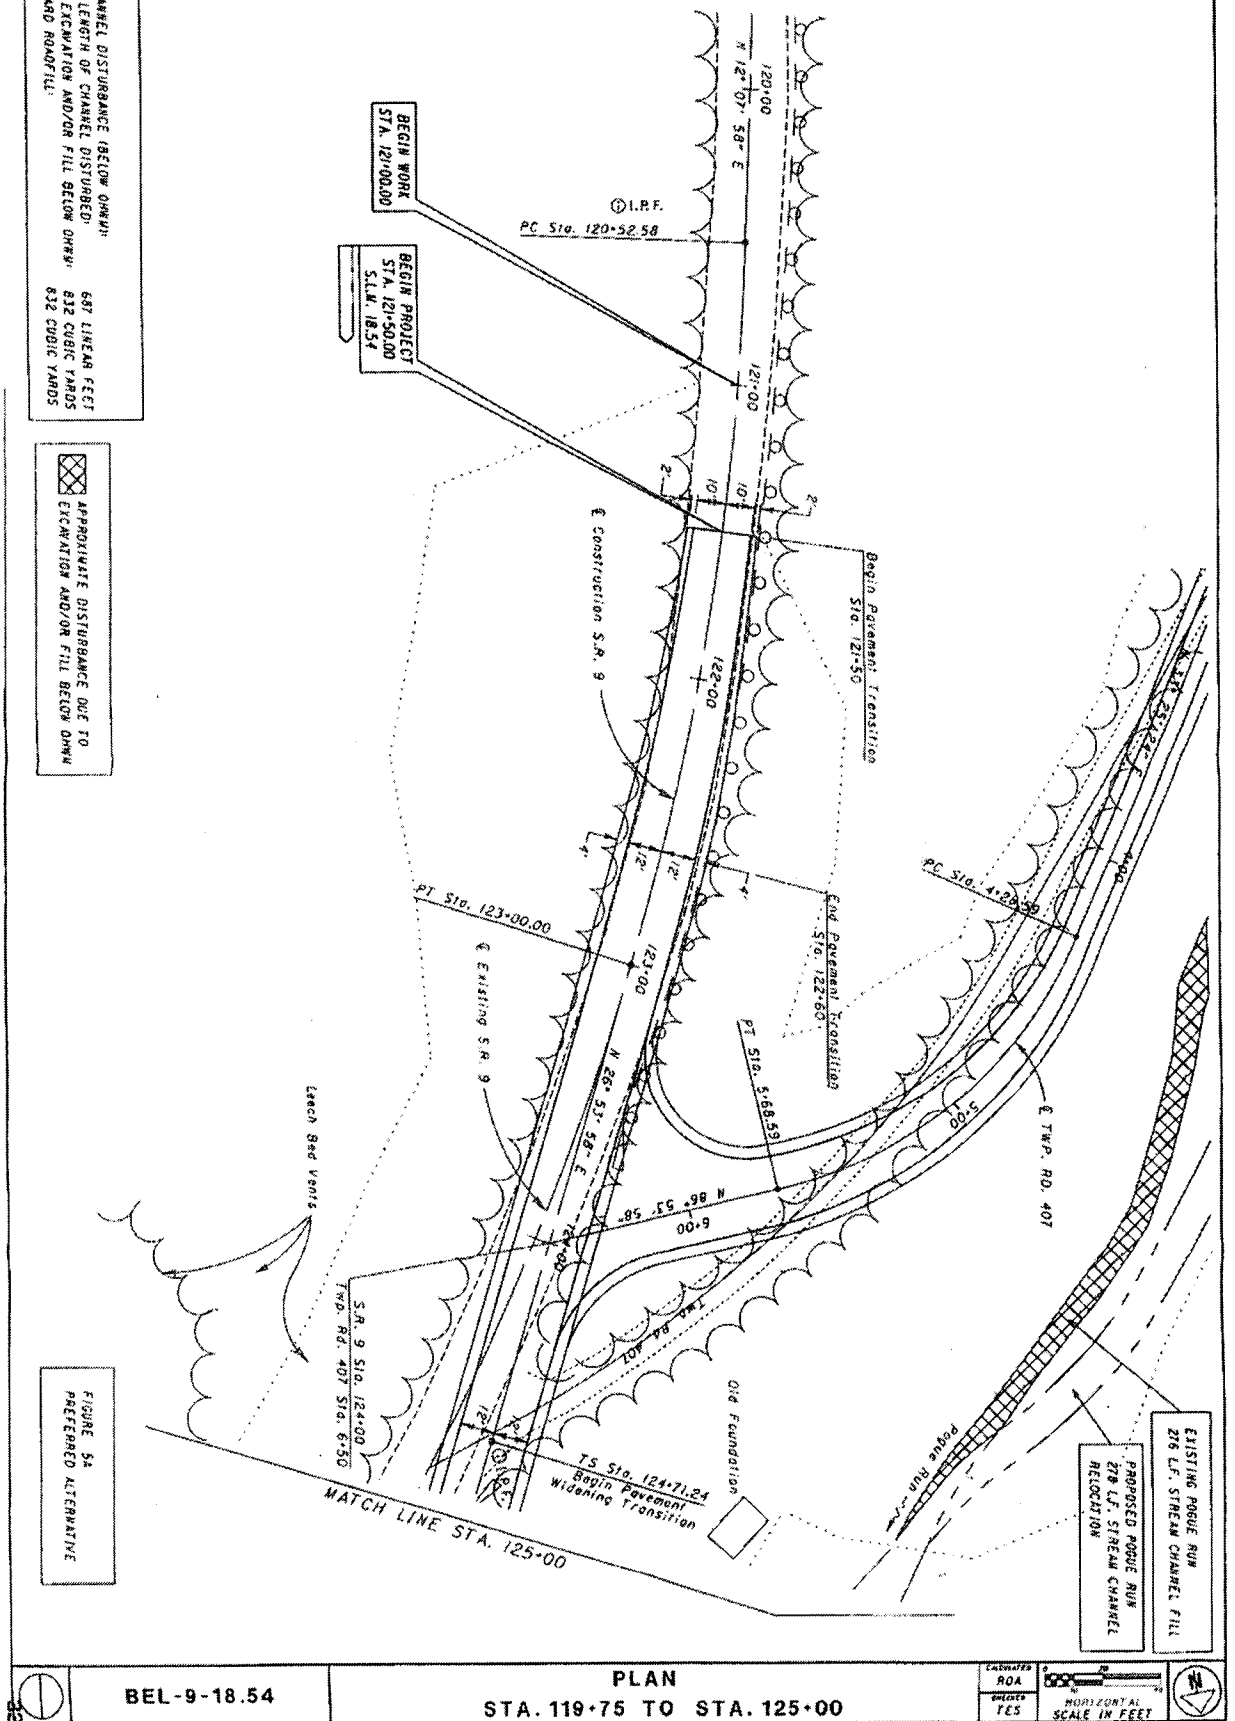 ANNEL DISTURBANCE (BELOW OHWM):
LENGTH OF CHANNEL DISTURBED: 687 LINEAR FEET
EXCAVATION AND/OR FILL BELOW OHWM: 832 CUBIC YARDS
ARD ROADFILL: 832 CUBIC YARDS
APPROXIMATE DISTURBANCE DUE TO
EXCAVATION AND/OR FILL BELOW OHWM
FIGURE 5A
PREFERRED ALTERNATIVE
BEGIN WORK
STA. 121+00.00
BEGIN PROJECT
STA. 121+50.00
S.L.M. 18.54
120+00
N 12° 07' 58" E
I.P.F.
PC Sta. 120+52.58
121+00
2'
10'
10'
2'
Begin Pavement Transition
Sta. 121+50
℄ Construction S.R. 9
122+00
4'
12'
12'
4'
End Pavement Transition
Sta. 122+60
PT Sta. 123+00.00
123+00
℄ Existing S.R. 9
N 26° 53' 58" E
PC Sta. 4+28.59
4+00
5+00
PT Sta. 5+68.59
℄ TWP. RD. 407
N 86° 53' 58"
6+00
124+00
S.R. 9 Sta. 124+00
Twp. Rd. 407 Sta. 6+50
Twp. Rd. 407
Leech Bed Vents
12'
12'
I.P.F.
TS Sta. 124+71.24
Begin Pavement
Widening Transition
Old Foundation
Pogue Run
MATCH LINE STA. 125+00
EXISTING POGUE RUN
276 L.F. STREAM CHANNEL FILL
PROPOSED POGUE RUN
278 L.F. STREAM CHANNEL
RELOCATION
BEL-9-18.54
PLAN
STA. 119+75 TO STA. 125+00
CALCULATED
RDA
CHECKED
TES
HORIZONTAL
SCALE IN FEET
N